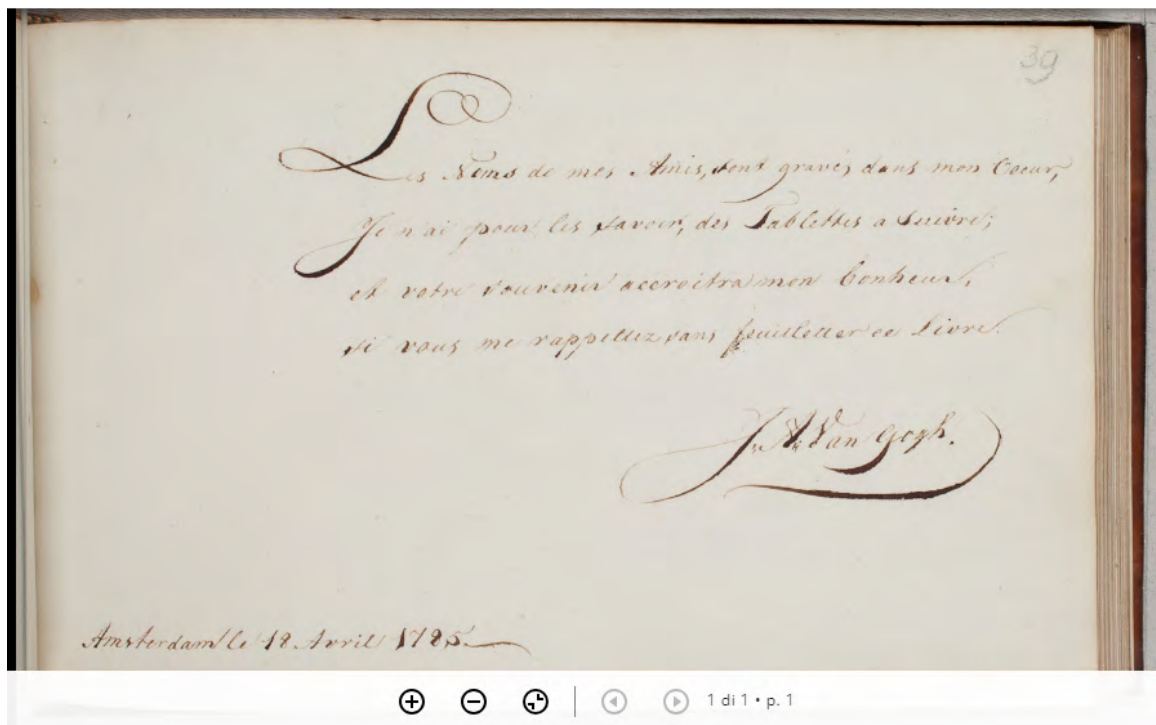 39
Les Noms de mes Amis, sont gravés dans mon Coeur,
Je n'ai pour les savoir, des Tablettes a Suivre;
et votre souvenir accroitra mon bonheur,
si vous me rappellez sans feuilletter ce Livre.
J. A. Van Gogh.
Amsterdam le 18 Avril 1785.
1 di 1 • p. 1